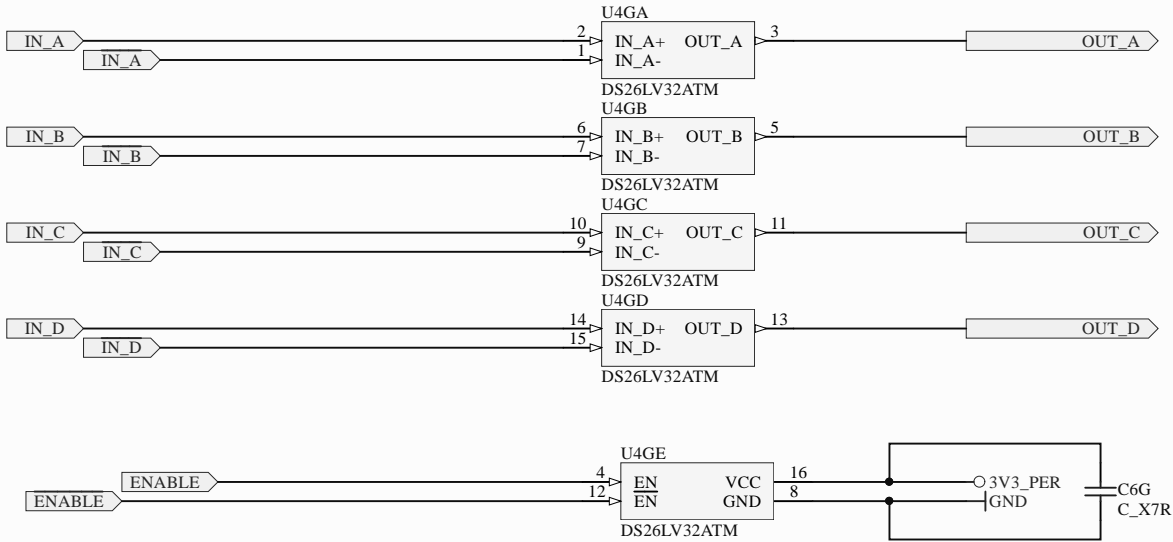 U4GA
IN_A 2 IN_A+ OUT_A 3 OUT_A
IN_A 1 IN_A-
DS26LV32ATM
U4GB
IN_B 6 IN_B+ OUT_B 5 OUT_B
IN_B 7 IN_B-
DS26LV32ATM
U4GC
IN_C 10 IN_C+ OUT_C 11 OUT_C
IN_C 9 IN_C-
DS26LV32ATM
U4GD
IN_D 14 IN_D+ OUT_D 13 OUT_D
IN_D 15 IN_D-
DS26LV32ATM
U4GE
ENABLE 4 EN VCC 16 3V3_PER C6G
ENABLE 12 EN GND 8 GND C_X7R
DS26LV32ATM